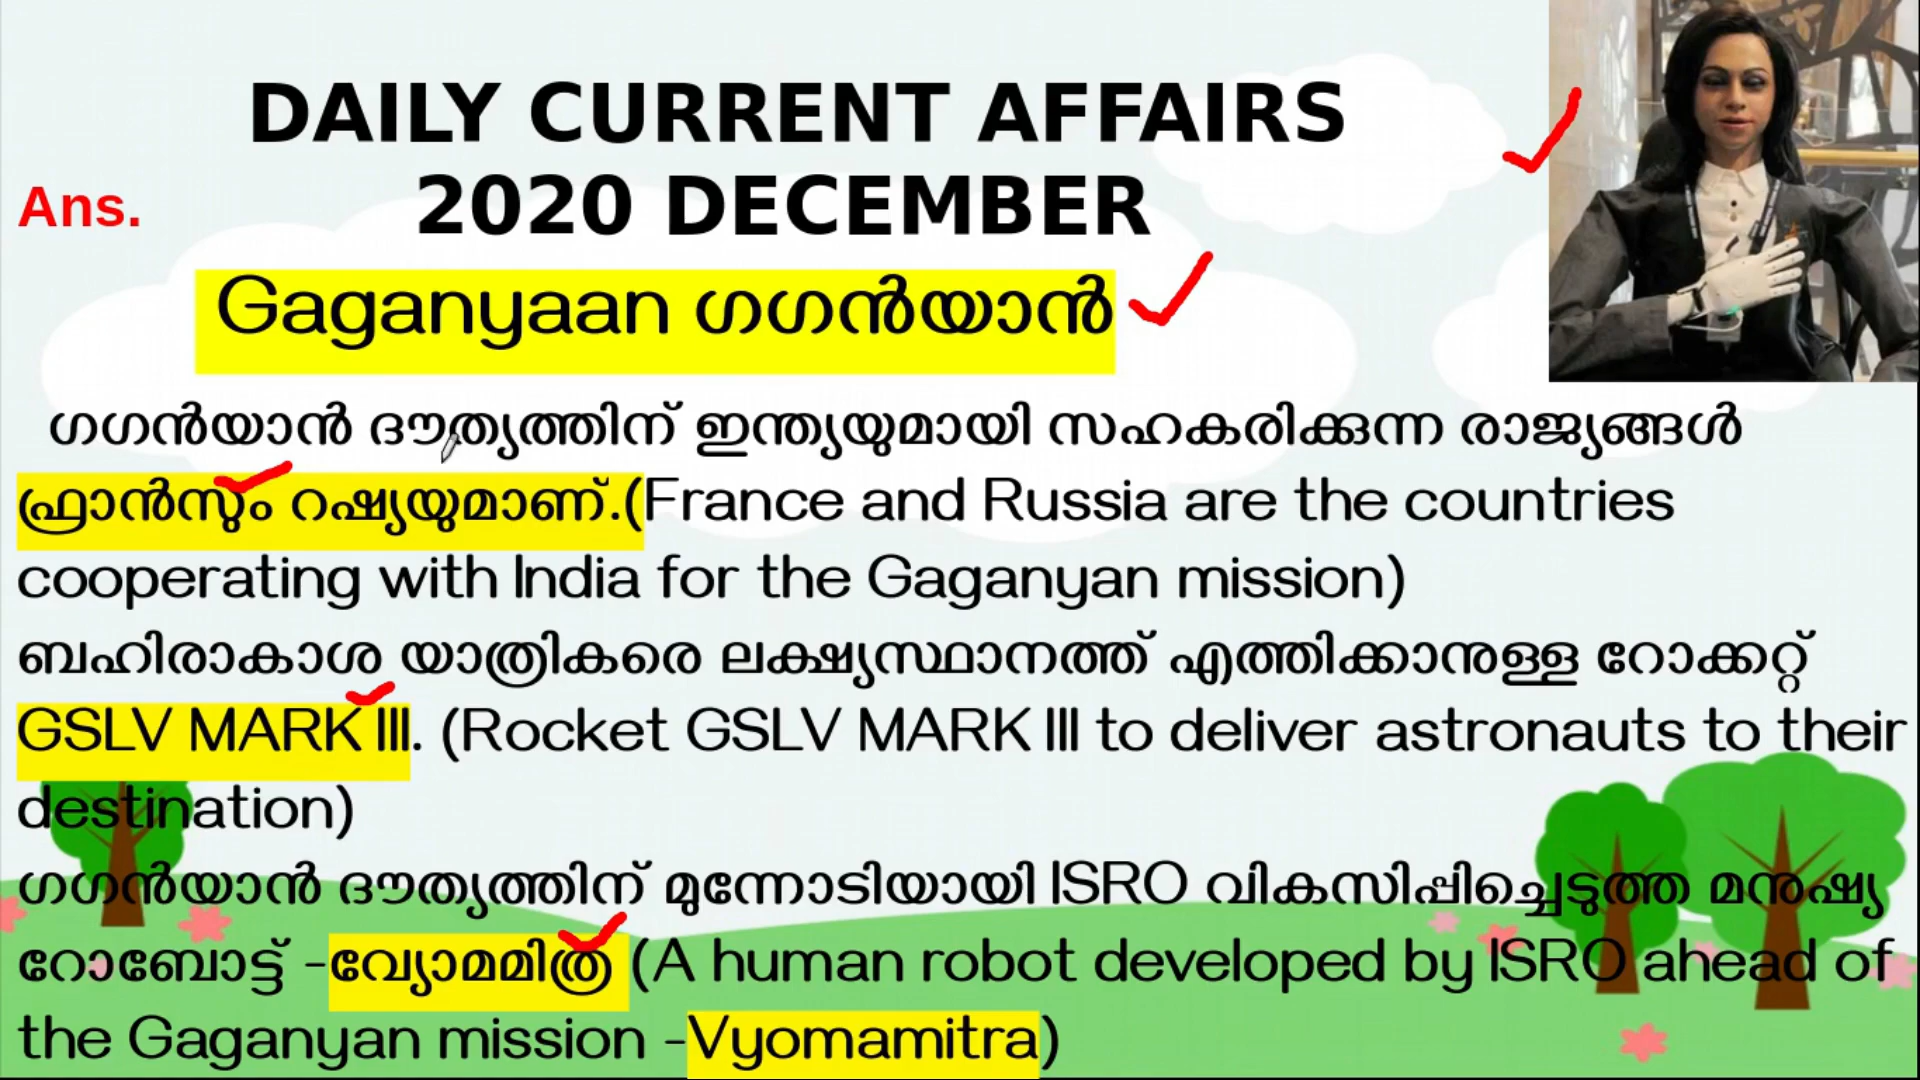 DAILY CURRENT AFFAIRS
2020 DECEMBER
Ans.
Gaganyaan ഗഗൻയാൻ
ഗഗൻയാൻ ദൗത്യത്തിന് ഇന്ത്യയുമായി സഹകരിക്കുന്ന രാജ്യങ്ങൾ
ഫ്രാൻസും റഷ്യയുമാണ്.(France and Russia are the countries
cooperating with India for the Gaganyan mission)
ബഹിരാകാശ യാത്രികരെ ലക്ഷ്യസ്ഥാനത്ത് എത്തിക്കാനുള്ള റോക്കറ്റ്
GSLV MARK III. (Rocket GSLV MARK III to deliver astronauts to their
destination)
ഗഗൻയാൻ ദൗത്യത്തിന് മുന്നോടിയായി ISRO വികസിപ്പിച്ചെടുത്ത മനുഷ്യ
റോബോട്ട് -വ്യോമമിത്ര (A human robot developed by ISRO ahead of
the Gaganyan mission -Vyomamitra)